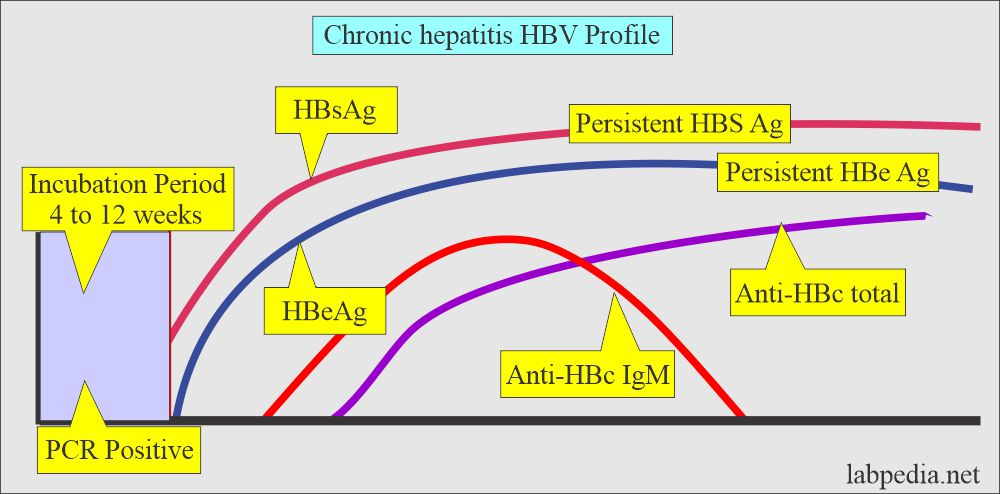 Chronic hepatitis HBV Profile
HBsAg
Persistent HBS Ag
Incubation Period
4 to 12 weeks
Persistent HBe Ag
HBeAg
Anti-HBc total
Anti-HBc IgM
PCR Positive
labpedia.net